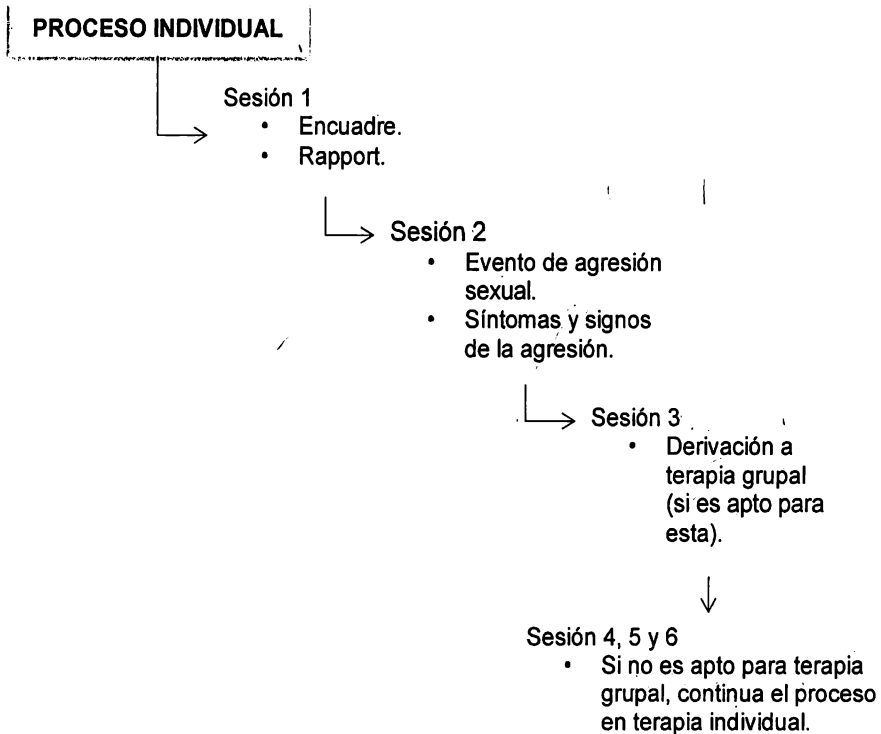 PROCESO INDIVIDUAL
Sesión 1
• Encuadre.
• Rapport.
Sesión 2
• Evento de agresión
sexual.
• Síntomas y signos
de la agresión.
Sesión 3
• Derivación a
terapia grupal
(si es apto para
esta).
Sesión 4, 5 y 6
• Si no es apto para terapia
grupal, continua el proceso
en terapia individual.